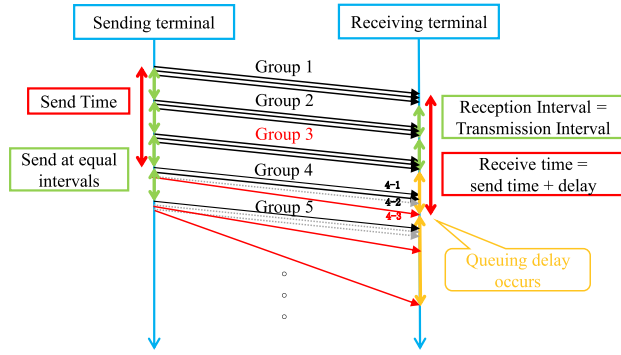 Sending terminal
Receiving terminal
Group 1
Send Time
Group 2
Reception Interval =
Transmission Interval
Group 3
Send at equal
intervals
Group 4
4-1
4-2
4-3
Receive time =
send time + delay
Group 5
Queuing delay
occurs